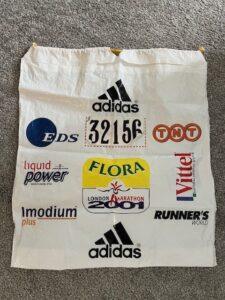 adidas
EDS
32156
TNT
liquid
power
FLORA
LONDON MARATHON
2001
Vittel
Imodium
plus
RUNNER'S
WORLD
adidas